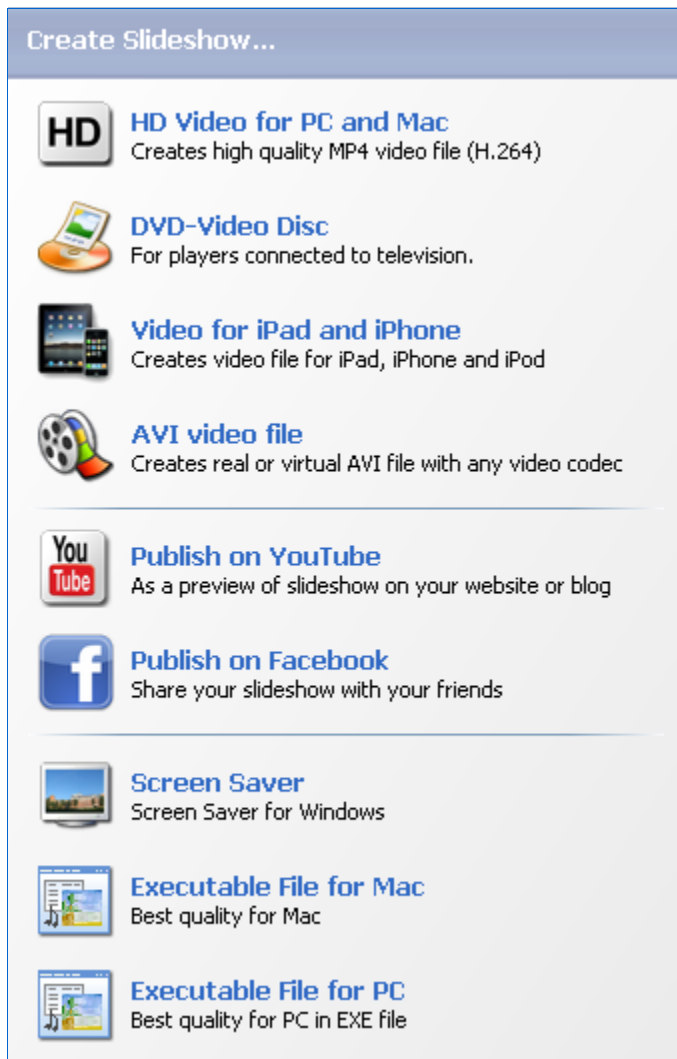 Create Slideshow...
HD
HD Video for PC and Mac
Creates high quality MP4 video file (H.264)
DVD-Video Disc
For players connected to television.
Video for iPad and iPhone
Creates video file for iPad, iPhone and iPod
AVI video file
Creates real or virtual AVI file with any video codec
You
Tube
Publish on YouTube
As a preview of slideshow on your website or blog
f
Publish on Facebook
Share your slideshow with your friends
Screen Saver
Screen Saver for Windows
Executable File for Mac
Best quality for Mac
Executable File for PC
Best quality for PC in EXE file